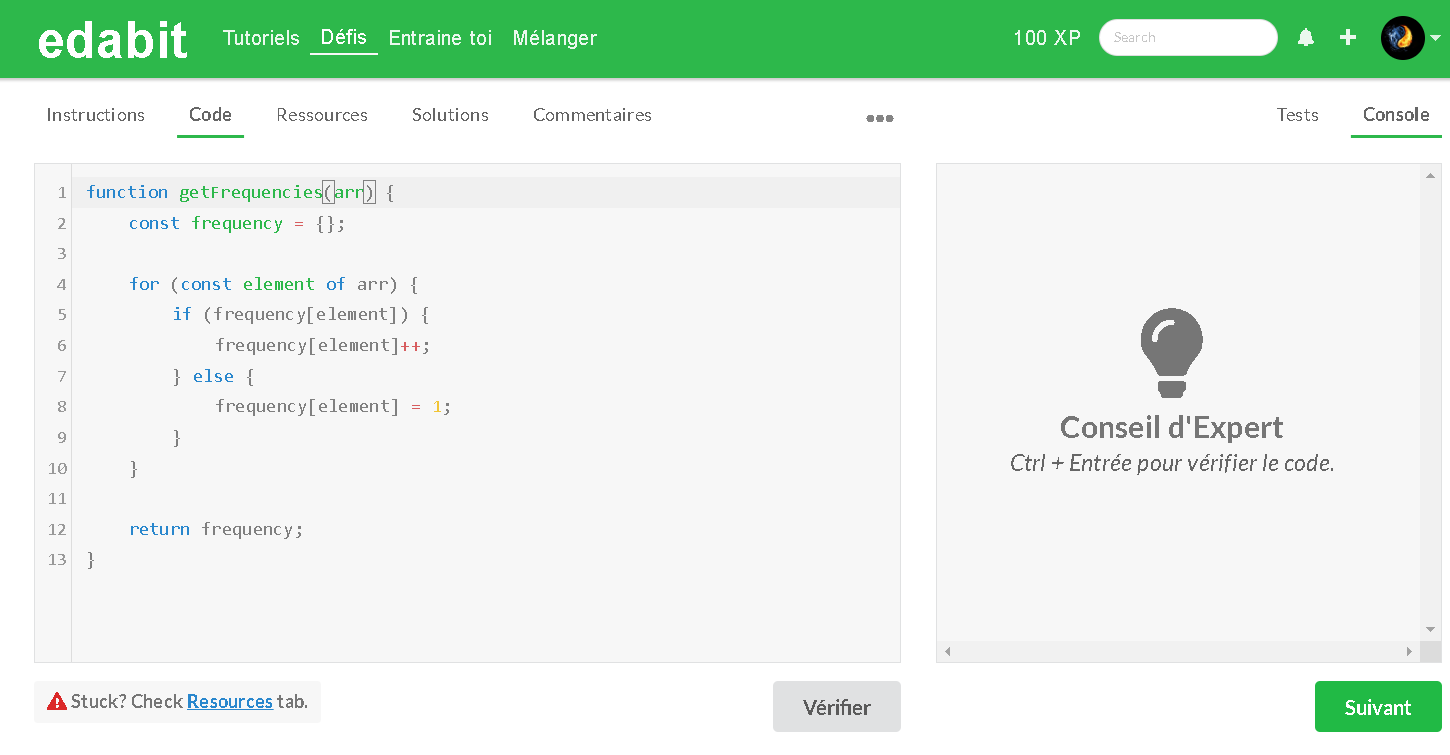 edabit Tutoriels Défis Entraine toi Mélanger 100 XP Search
Instructions Code Ressources Solutions Commentaires Tests Console
1 function getFrequencies(arr) {
2     const frequency = {};
3
4     for (const element of arr) {
5         if (frequency[element]) {
6             frequency[element]++;
7         } else {
8             frequency[element] = 1;
9         }
10     }
11
12     return frequency;
13 }
Conseil d'Expert
Ctrl + Entrée pour vérifier le code.
Stuck? Check Resources tab.
Vérifier
Suivant